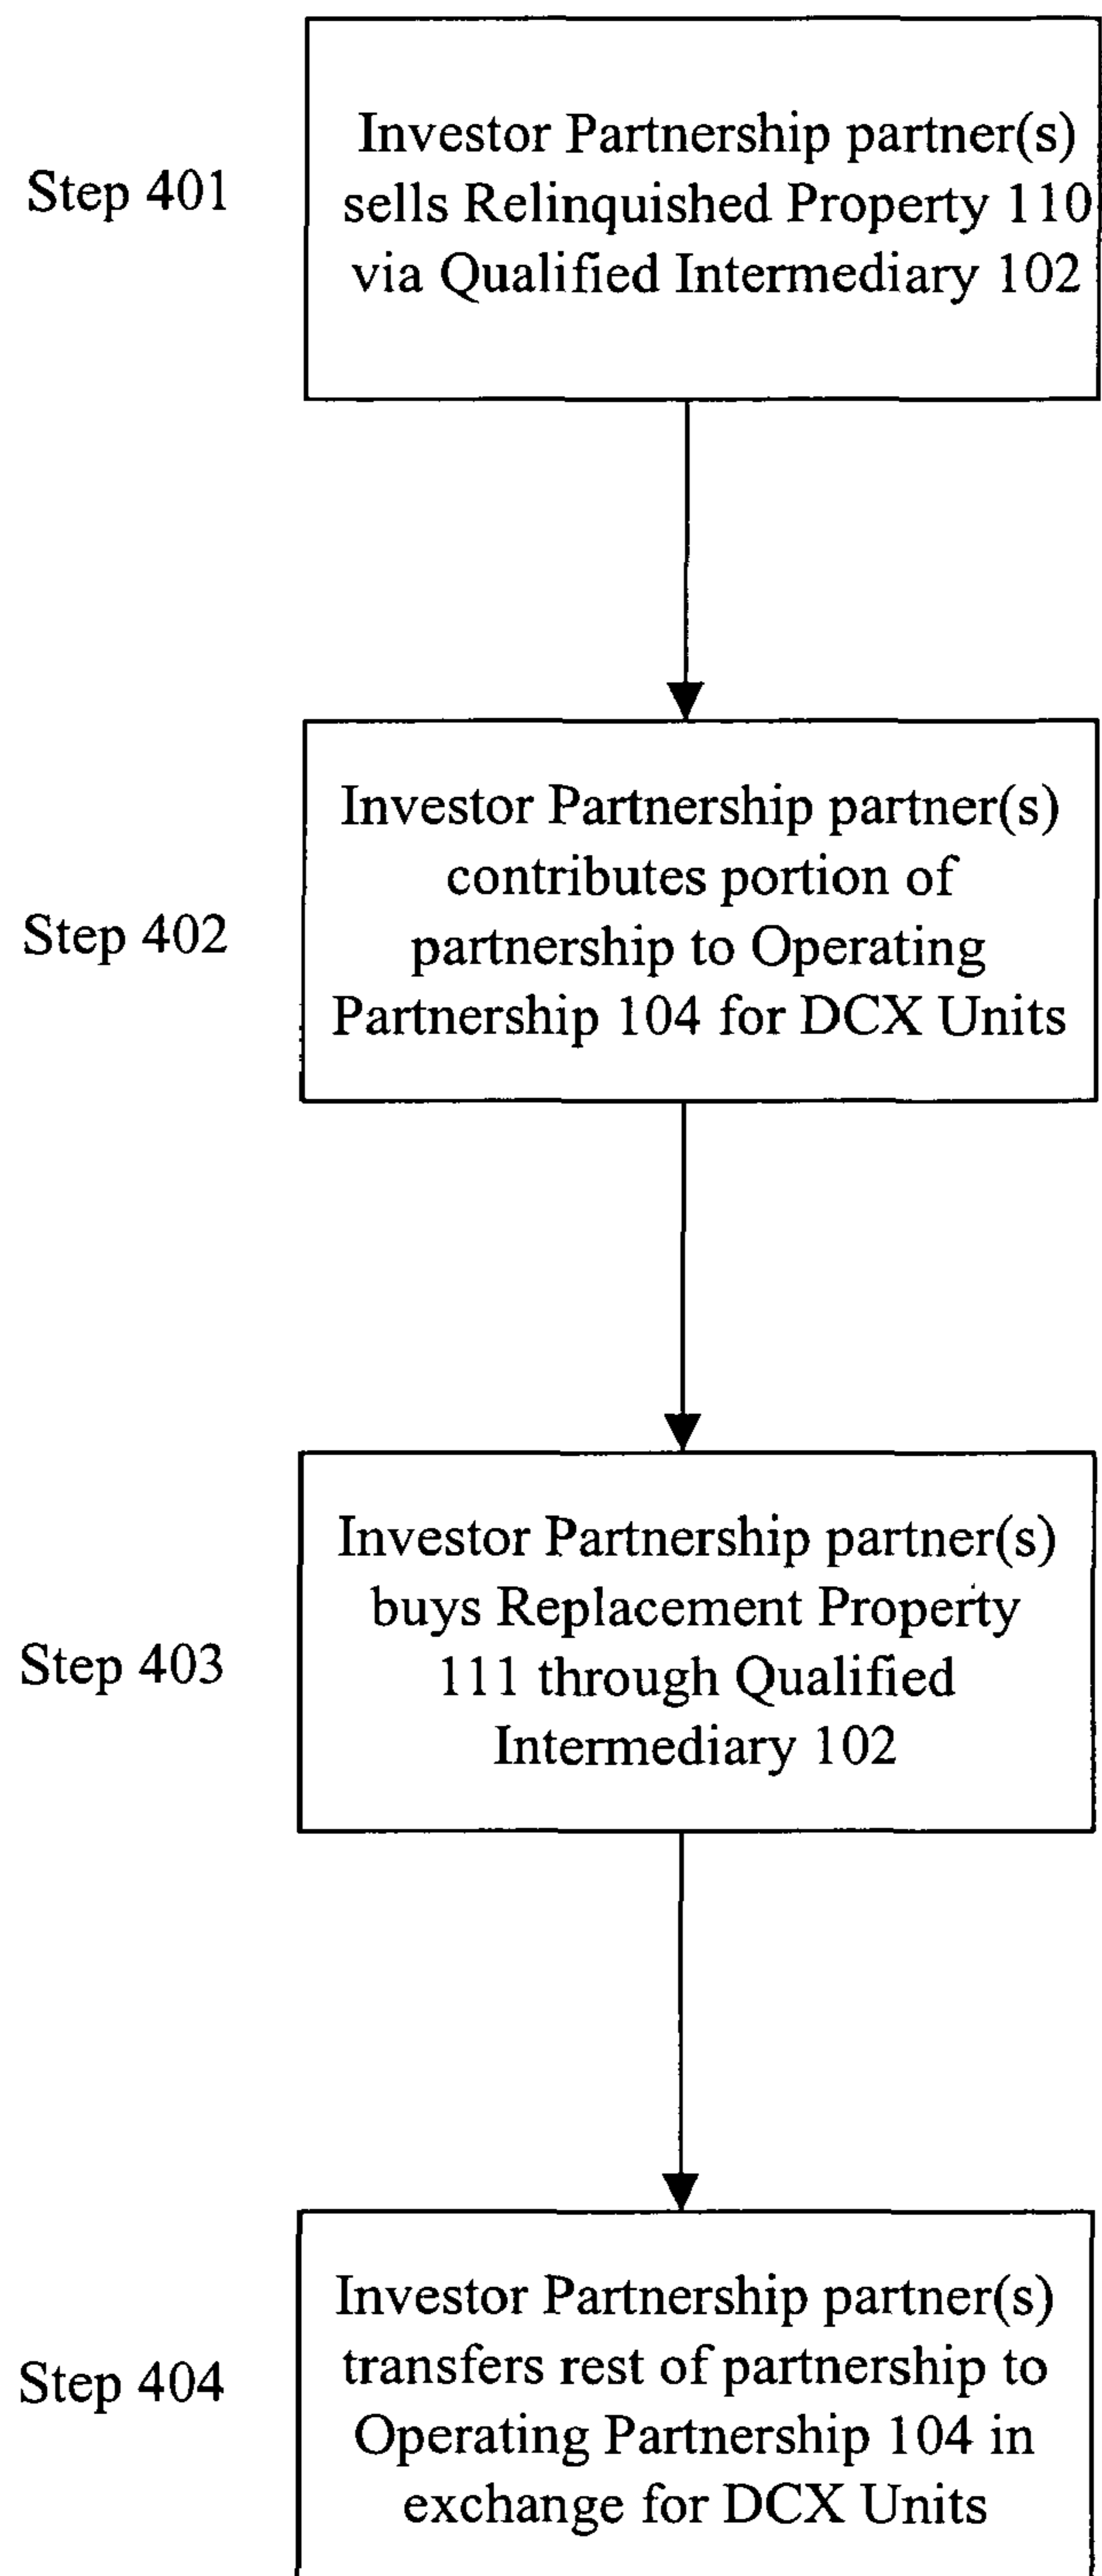 Step 401
Investor Partnership partner(s)
sells Relinquished Property 110
via Qualified Intermediary 102
Step 402
Investor Partnership partner(s)
contributes portion of
partnership to Operating
Partnership 104 for DCX Units
Step 403
Investor Partnership partner(s)
buys Replacement Property
111 through Qualified
Intermediary 102
Step 404
Investor Partnership partner(s)
transfers rest of partnership to
Operating Partnership 104 in
exchange for DCX Units